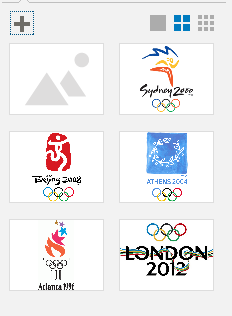 Sydney 2000
Beijing 2008
ATHENS 2004
Atlanta 1996
LONDON
2012